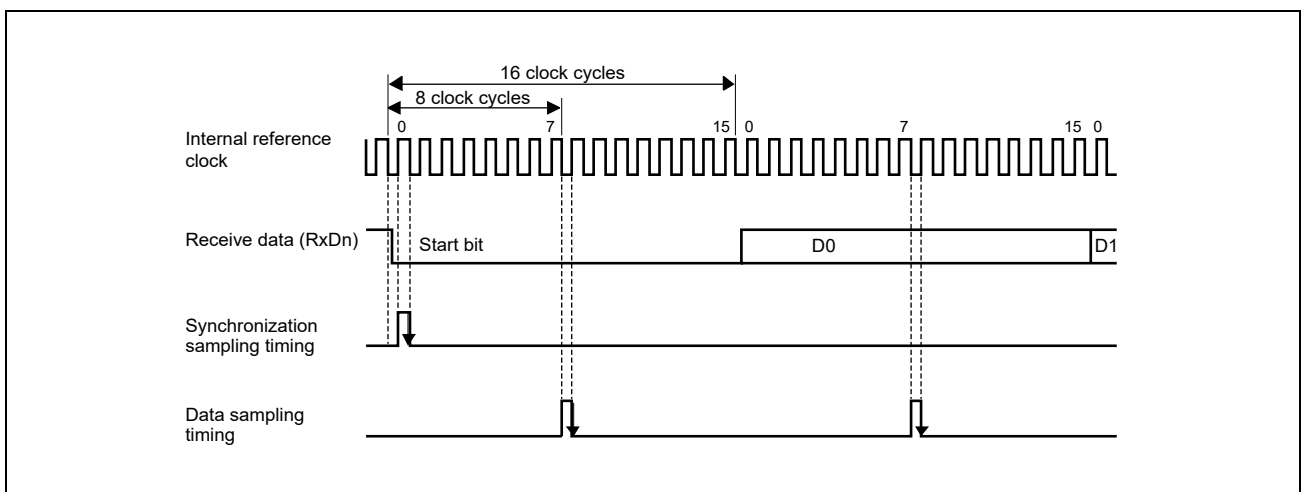 16 clock cycles
8 clock cycles
0 7 15 0 7 15 0
Internal reference
clock
Receive data (RxDn)
Start bit
D0
D1
Synchronization
sampling timing
Data sampling
timing